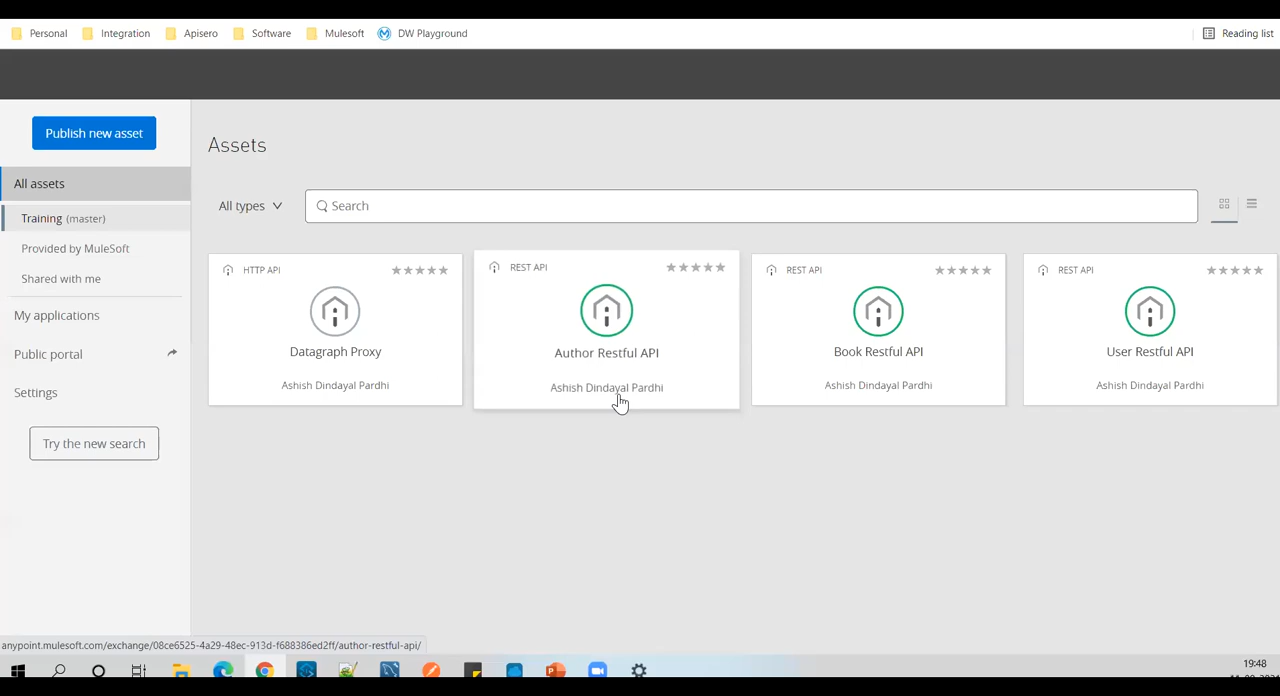 Personal Integration Apisero Software Mulesoft DW Playground Reading list
Publish new asset
All assets
Training (master)
Provided by MuleSoft
Shared with me
My applications
Public portal
Settings
Try the new search
Assets
All types Search
HTTP API
Datagraph Proxy
Ashish Dindayal Pardhi
REST API
Author Restful API
Ashish Dindayal Pardhi
REST API
Book Restful API
Ashish Dindayal Pardhi
REST API
User Restful API
Ashish Dindayal Pardhi
anypoint.mulesoft.com/exchange/08ce6525-4a29-48ec-913d-f688386ed2ff/author-restful-api/
19:48